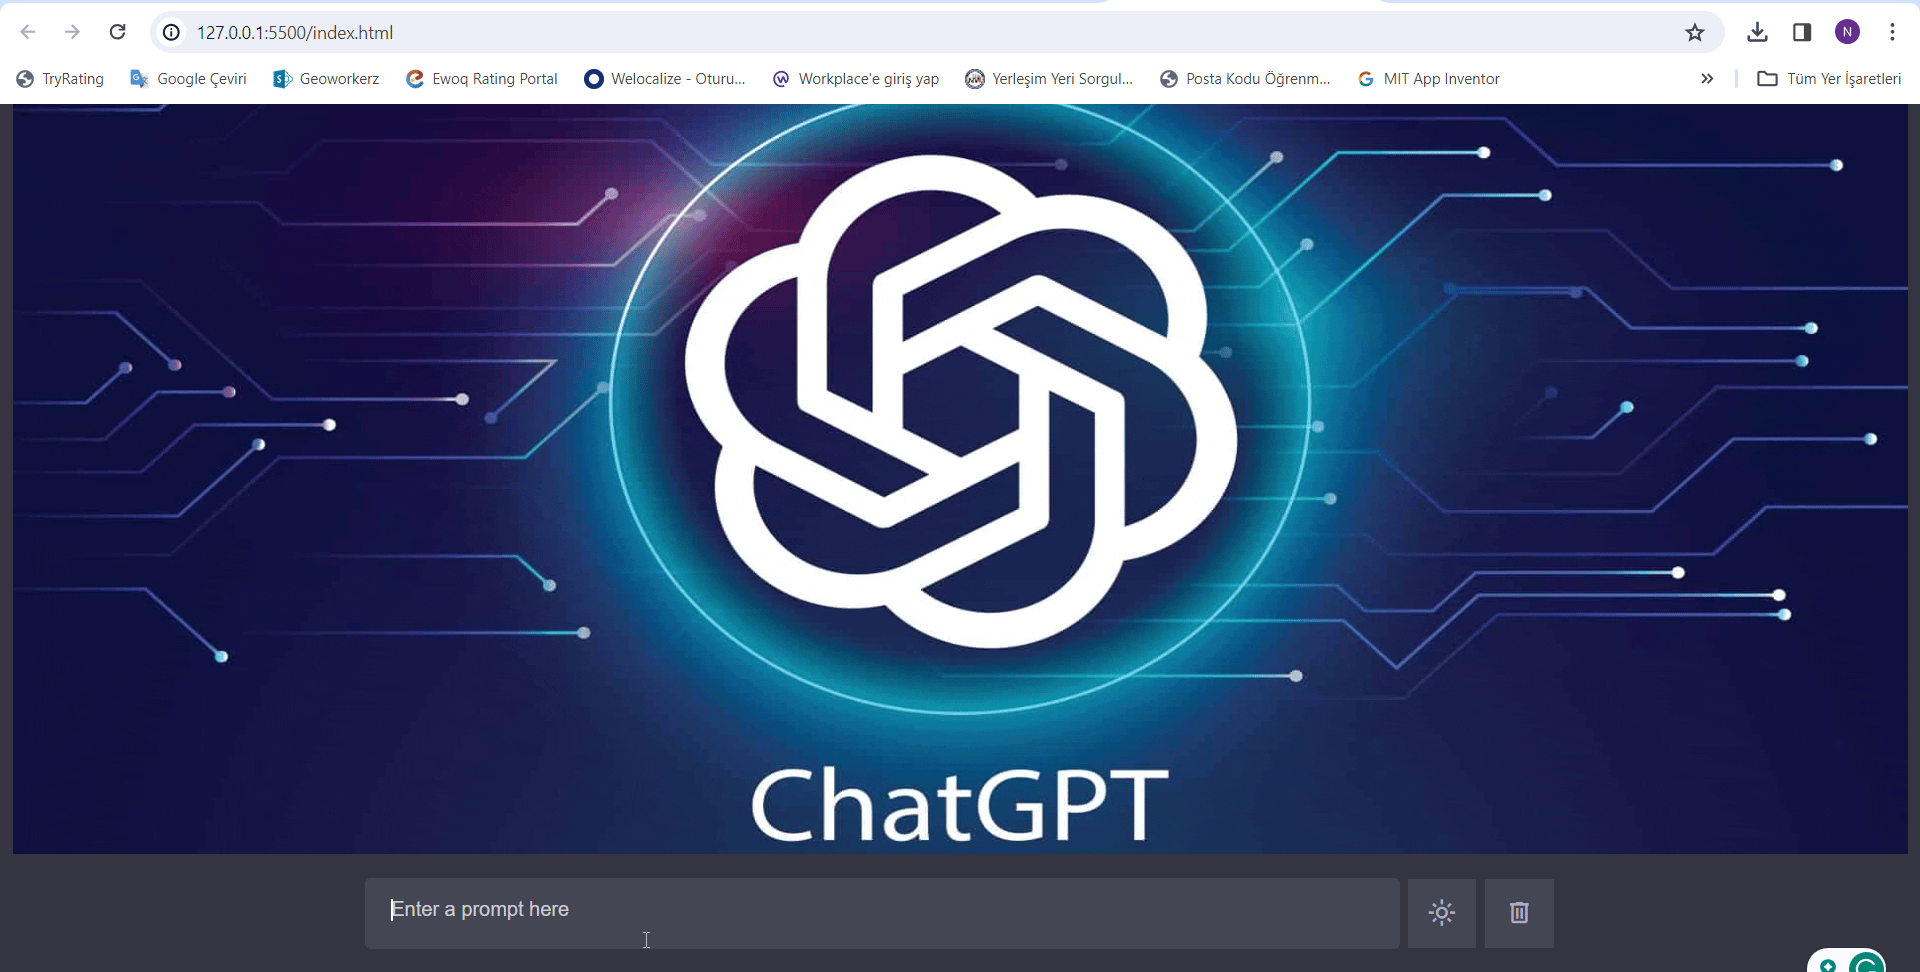 127.0.0.1:5500/index.html
N
TryRating
Google Çeviri
Geoworkerz
Ewoq Rating Portal
Welocalize - Oturu...
Workplace'e giriş yap
Yerleşim Yeri Sorgul...
Posta Kodu Öğrenm...
MIT App Inventor
»
Tüm Yer İşaretleri
ChatGPT
Enter a prompt here